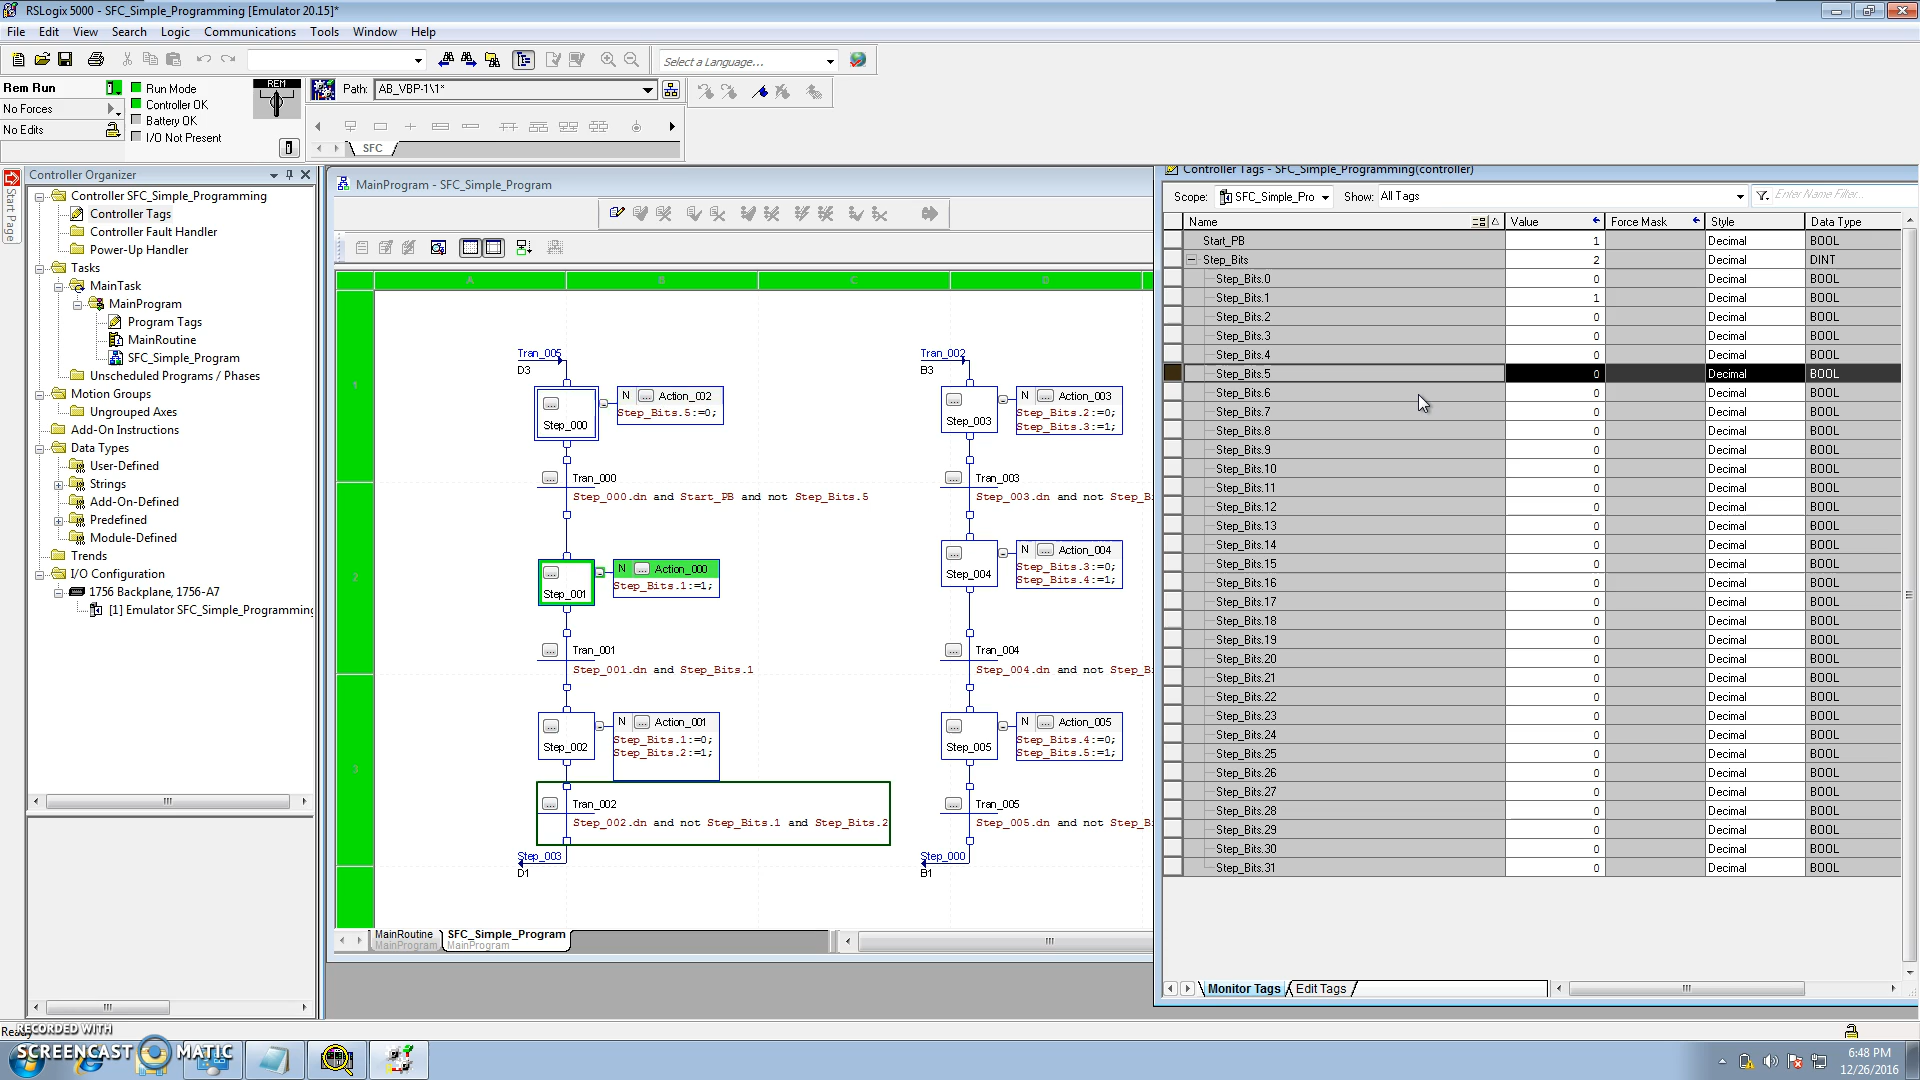 RSLogix 5000 - SFC_Simple_Programming [Emulator 20.15]*
File Edit View Search Logic Communications Tools Window Help
Select a Language...
Rem Run
No Forces
No Edits
Run Mode
Controller OK
Battery OK
I/O Not Present
REM
Path: AB_VBP-1\1*
SFC
Start Page
Controller Organizer
Controller SFC_Simple_Programming
Controller Tags
Controller Fault Handler
Power-Up Handler
Tasks
MainTask
MainProgram
Program Tags
MainRoutine
SFC_Simple_Program
Unscheduled Programs / Phases
Motion Groups
Ungrouped Axes
Add-On Instructions
Data Types
User-Defined
Strings
Add-On-Defined
Predefined
Module-Defined
Trends
I/O Configuration
1756 Backplane, 1756-A7
[1] Emulator SFC_Simple_Programming
MainProgram - SFC_Simple_Program
A B C D
1
2
3
Tran_005
D3
Step_000
N ... Action_002
Step_Bits.5:=0;
Tran_000
Step_000.dn and Start_PB and not Step_Bits.5
Step_001
N ... Action_000
Step_Bits.1:=1;
Tran_001
Step_001.dn and Step_Bits.1
Step_002
N ... Action_001
Step_Bits.1:=0;
Step_Bits.2:=1;
Tran_002
Step_002.dn and not Step_Bits.1 and Step_Bits.2
Step_003
D1
Tran_002
B3
Step_003
N ... Action_003
Step_Bits.2:=0;
Step_Bits.3:=1;
Tran_003
Step_003.dn and not Step_B
Step_004
N ... Action_004
Step_Bits.3:=0;
Step_Bits.4:=1;
Tran_004
Step_004.dn and not Step_B
Step_005
N ... Action_005
Step_Bits.4:=0;
Step_Bits.5:=1;
Tran_005
Step_005.dn and not Step_B
Step_000
B1
MainRoutine
MainProgram
SFC_Simple_Program
MainProgram
Controller Tags - SFC_Simple_Programming(controller)
Scope: SFC_Simple_Pro Show: All Tags Enter Name Filter...
Name Value Force Mask Style Data Type
Start_PB 1 Decimal BOOL
Step_Bits 2 Decimal DINT
Step_Bits.0 0 Decimal BOOL
Step_Bits.1 1 Decimal BOOL
Step_Bits.2 0 Decimal BOOL
Step_Bits.3 0 Decimal BOOL
Step_Bits.4 0 Decimal BOOL
Step_Bits.5 0 Decimal BOOL
Step_Bits.6 0 Decimal BOOL
Step_Bits.7 0 Decimal BOOL
Step_Bits.8 0 Decimal BOOL
Step_Bits.9 0 Decimal BOOL
Step_Bits.10 0 Decimal BOOL
Step_Bits.11 0 Decimal BOOL
Step_Bits.12 0 Decimal BOOL
Step_Bits.13 0 Decimal BOOL
Step_Bits.14 0 Decimal BOOL
Step_Bits.15 0 Decimal BOOL
Step_Bits.16 0 Decimal BOOL
Step_Bits.17 0 Decimal BOOL
Step_Bits.18 0 Decimal BOOL
Step_Bits.19 0 Decimal BOOL
Step_Bits.20 0 Decimal BOOL
Step_Bits.21 0 Decimal BOOL
Step_Bits.22 0 Decimal BOOL
Step_Bits.23 0 Decimal BOOL
Step_Bits.24 0 Decimal BOOL
Step_Bits.25 0 Decimal BOOL
Step_Bits.26 0 Decimal BOOL
Step_Bits.27 0 Decimal BOOL
Step_Bits.28 0 Decimal BOOL
Step_Bits.29 0 Decimal BOOL
Step_Bits.30 0 Decimal BOOL
Step_Bits.31 0 Decimal BOOL
Monitor Tags Edit Tags
Ready
RECORDED WITH
SCREENCAST MATIC
6:48 PM
12/26/2016